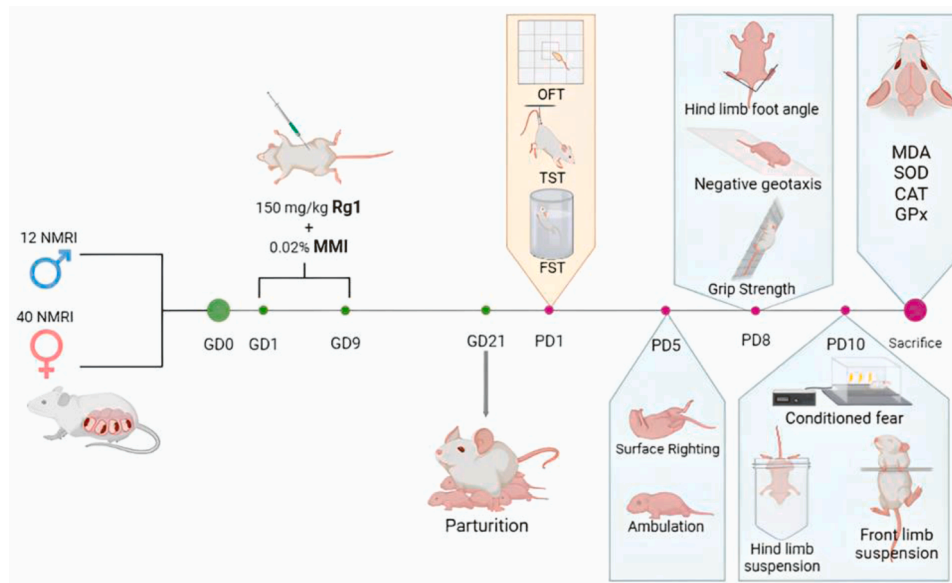 12 NMRI
40 NMRI
150 mg/kg Rg1
+
0.02% MMI
GD0
GD1
GD9
GD21
Parturition
OFT
TST
FST
PD1
PD5
Surface Righting
Ambulation
Hind limb foot angle
Negative geotaxis
Grip Strength
PD8
PD10
Conditioned fear
Hind limb
suspension
Front limb
suspension
MDA
SOD
CAT
GPx
Sacrifice